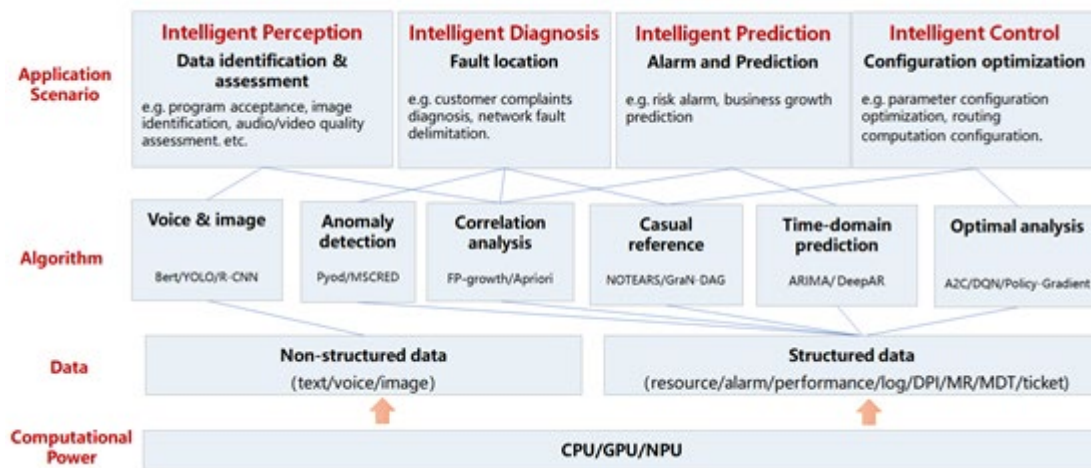 Intelligent Perception
Data identification &
assessment
e.g. program acceptance, image
identification, audio/video quality
assessment. etc.
Intelligent Diagnosis
Fault location
e.g. customer complaints
diagnosis, network fault
delimitation.
Intelligent Prediction
Alarm and Prediction
e.g. risk alarm, business growth
prediction
Intelligent Control
Configuration optimization
e.g. parameter configuration
optimization, routing
computation configuration.
Application
Scenario
Algorithm
Voice & image
Bert/YOLO/R-CNN
Anomaly
detection
Pyod/MSCRED
Correlation
analysis
FP-growth/Apriori
Casual
reference
NOTEARS/GraN-DAG
Time-domain
prediction
ARIMA/ DeepAR
Optimal analysis
A2C/DQN/Policy-Gradient
Data
Non-structured data
(text/voice/image)
Structured data
(resource/alarm/performance/log/DPI/MR/MDT/ticket)
Computational
Power
CPU/GPU/NPU